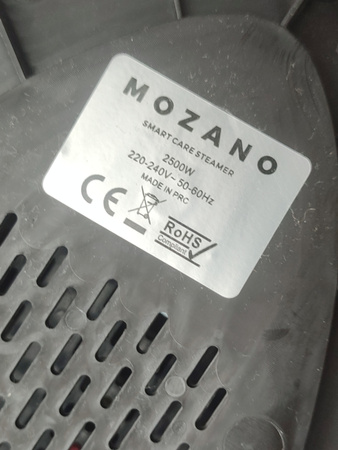 MOZANO
SMART CARE STEAMER
2500W
220-240V~ 50-60Hz
MADE IN PRC
CE
RoHS
Compliant